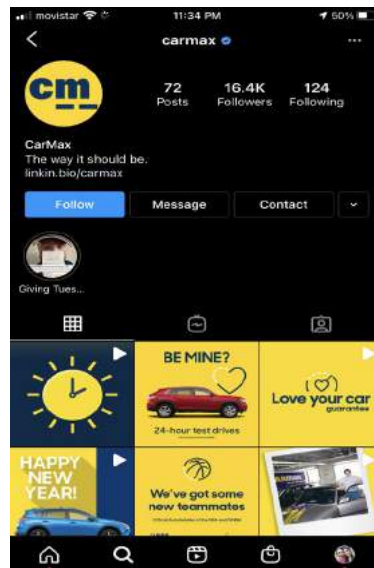 movistar
11:34 PM
50%
carmax
cm
72
16.4K
124
Posts
Followers
Following
CarMax
The way it should be.
linkin.bio/carmax
Follow
Message
Contact
Giving Tues...
BE MINE?
24-hour test drives
Love your car
guarantee
HAPPY
NEW
YEAR!
We've got some
new teammates